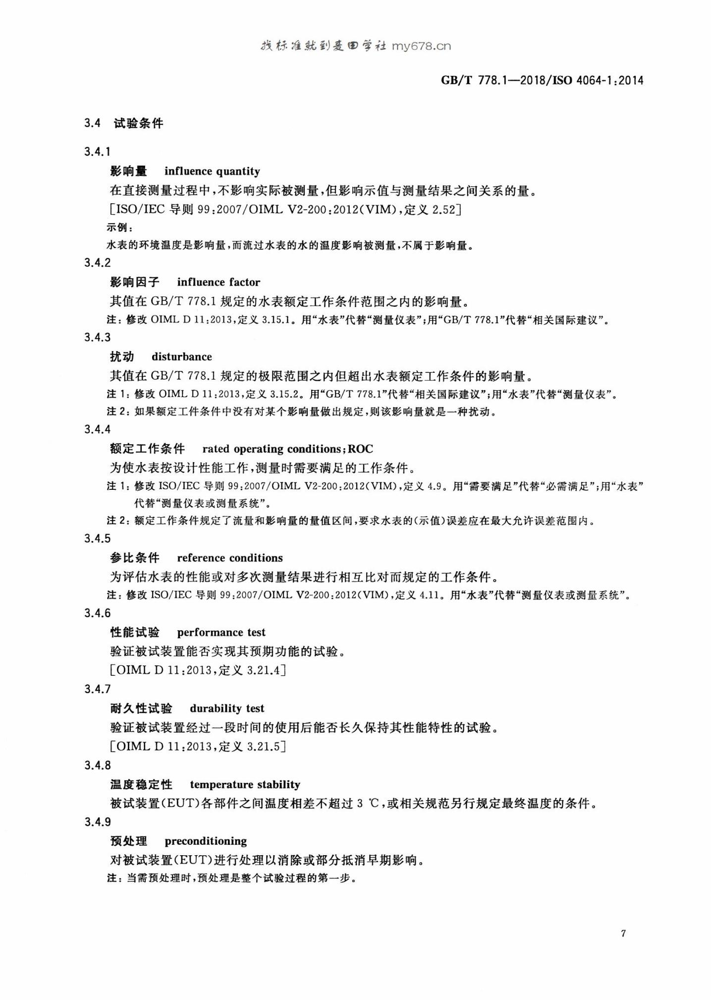 找标准就到麦田学社 my678.cn
GB/T 778.1—2018/ISO 4064-1:2014
3.4 试验条件
3.4.1
影响量 influence quantity
在直接测量过程中,不影响实际被测量,但影响示值与测量结果之间关系的量。
[ISO/IEC 导则 99:2007/OIML V2-200:2012(VIM),定义 2.52]
示例:
水表的环境温度是影响量,而流过水表的水的温度影响被测量,不属于影响量。
3.4.2
影响因子 influence factor
其值在 GB/T 778.1 规定的水表额定工作条件范围之内的影响量。
注:修改 OIML D 11:2013,定义 3.15.1。用“水表”代替“测量仪表”;用“GB/T 778.1”代替“相关国际建议”。
3.4.3
扰动 disturbance
其值在 GB/T 778.1 规定的极限范围之内但超出水表额定工作条件的影响量。
注 1:修改 OIML D 11:2013,定义 3.15.2。用“GB/T 778.1”代替“相关国际建议”;用“水表”代替“测量仪表”。
注 2:如果额定工件条件中没有对某个影响量做出规定,则该影响量就是一种扰动。
3.4.4
额定工作条件 rated operating conditions;ROC
为使水表按设计性能工作,测量时需要满足的工作条件。
注 1:修改 ISO/IEC 导则 99:2007/OIML V2-200:2012(VIM),定义 4.9。用“需要满足”代替“必需满足”;用“水表”
代替“测量仪表或测量系统”。
注 2:额定工作条件规定了流量和影响量的量值区间,要求水表的(示值)误差应在最大允许误差范围内。
3.4.5
参比条件 reference conditions
为评估水表的性能或对多次测量结果进行相互比对而规定的工作条件。
注:修改 ISO/IEC 导则 99:2007/OIML V2-200:2012(VIM),定义 4.11。用“水表”代替“测量仪表或测量系统”。
3.4.6
性能试验 performance test
验证被试装置能否实现其预期功能的试验。
[OIML D 11:2013,定义 3.21.4]
3.4.7
耐久性试验 durability test
验证被试装置经过一段时间的使用后能否长久保持其性能特性的试验。
[OIML D 11:2013,定义 3.21.5]
3.4.8
温度稳定性 temperature stability
被试装置(EUT)各部件之间温度相差不超过 3 ℃,或相关规范另行规定最终温度的条件。
3.4.9
预处理 preconditioning
对被试装置(EUT)进行处理以消除或部分抵消早期影响。
注:当需预处理时,预处理是整个试验过程的第一步。
7